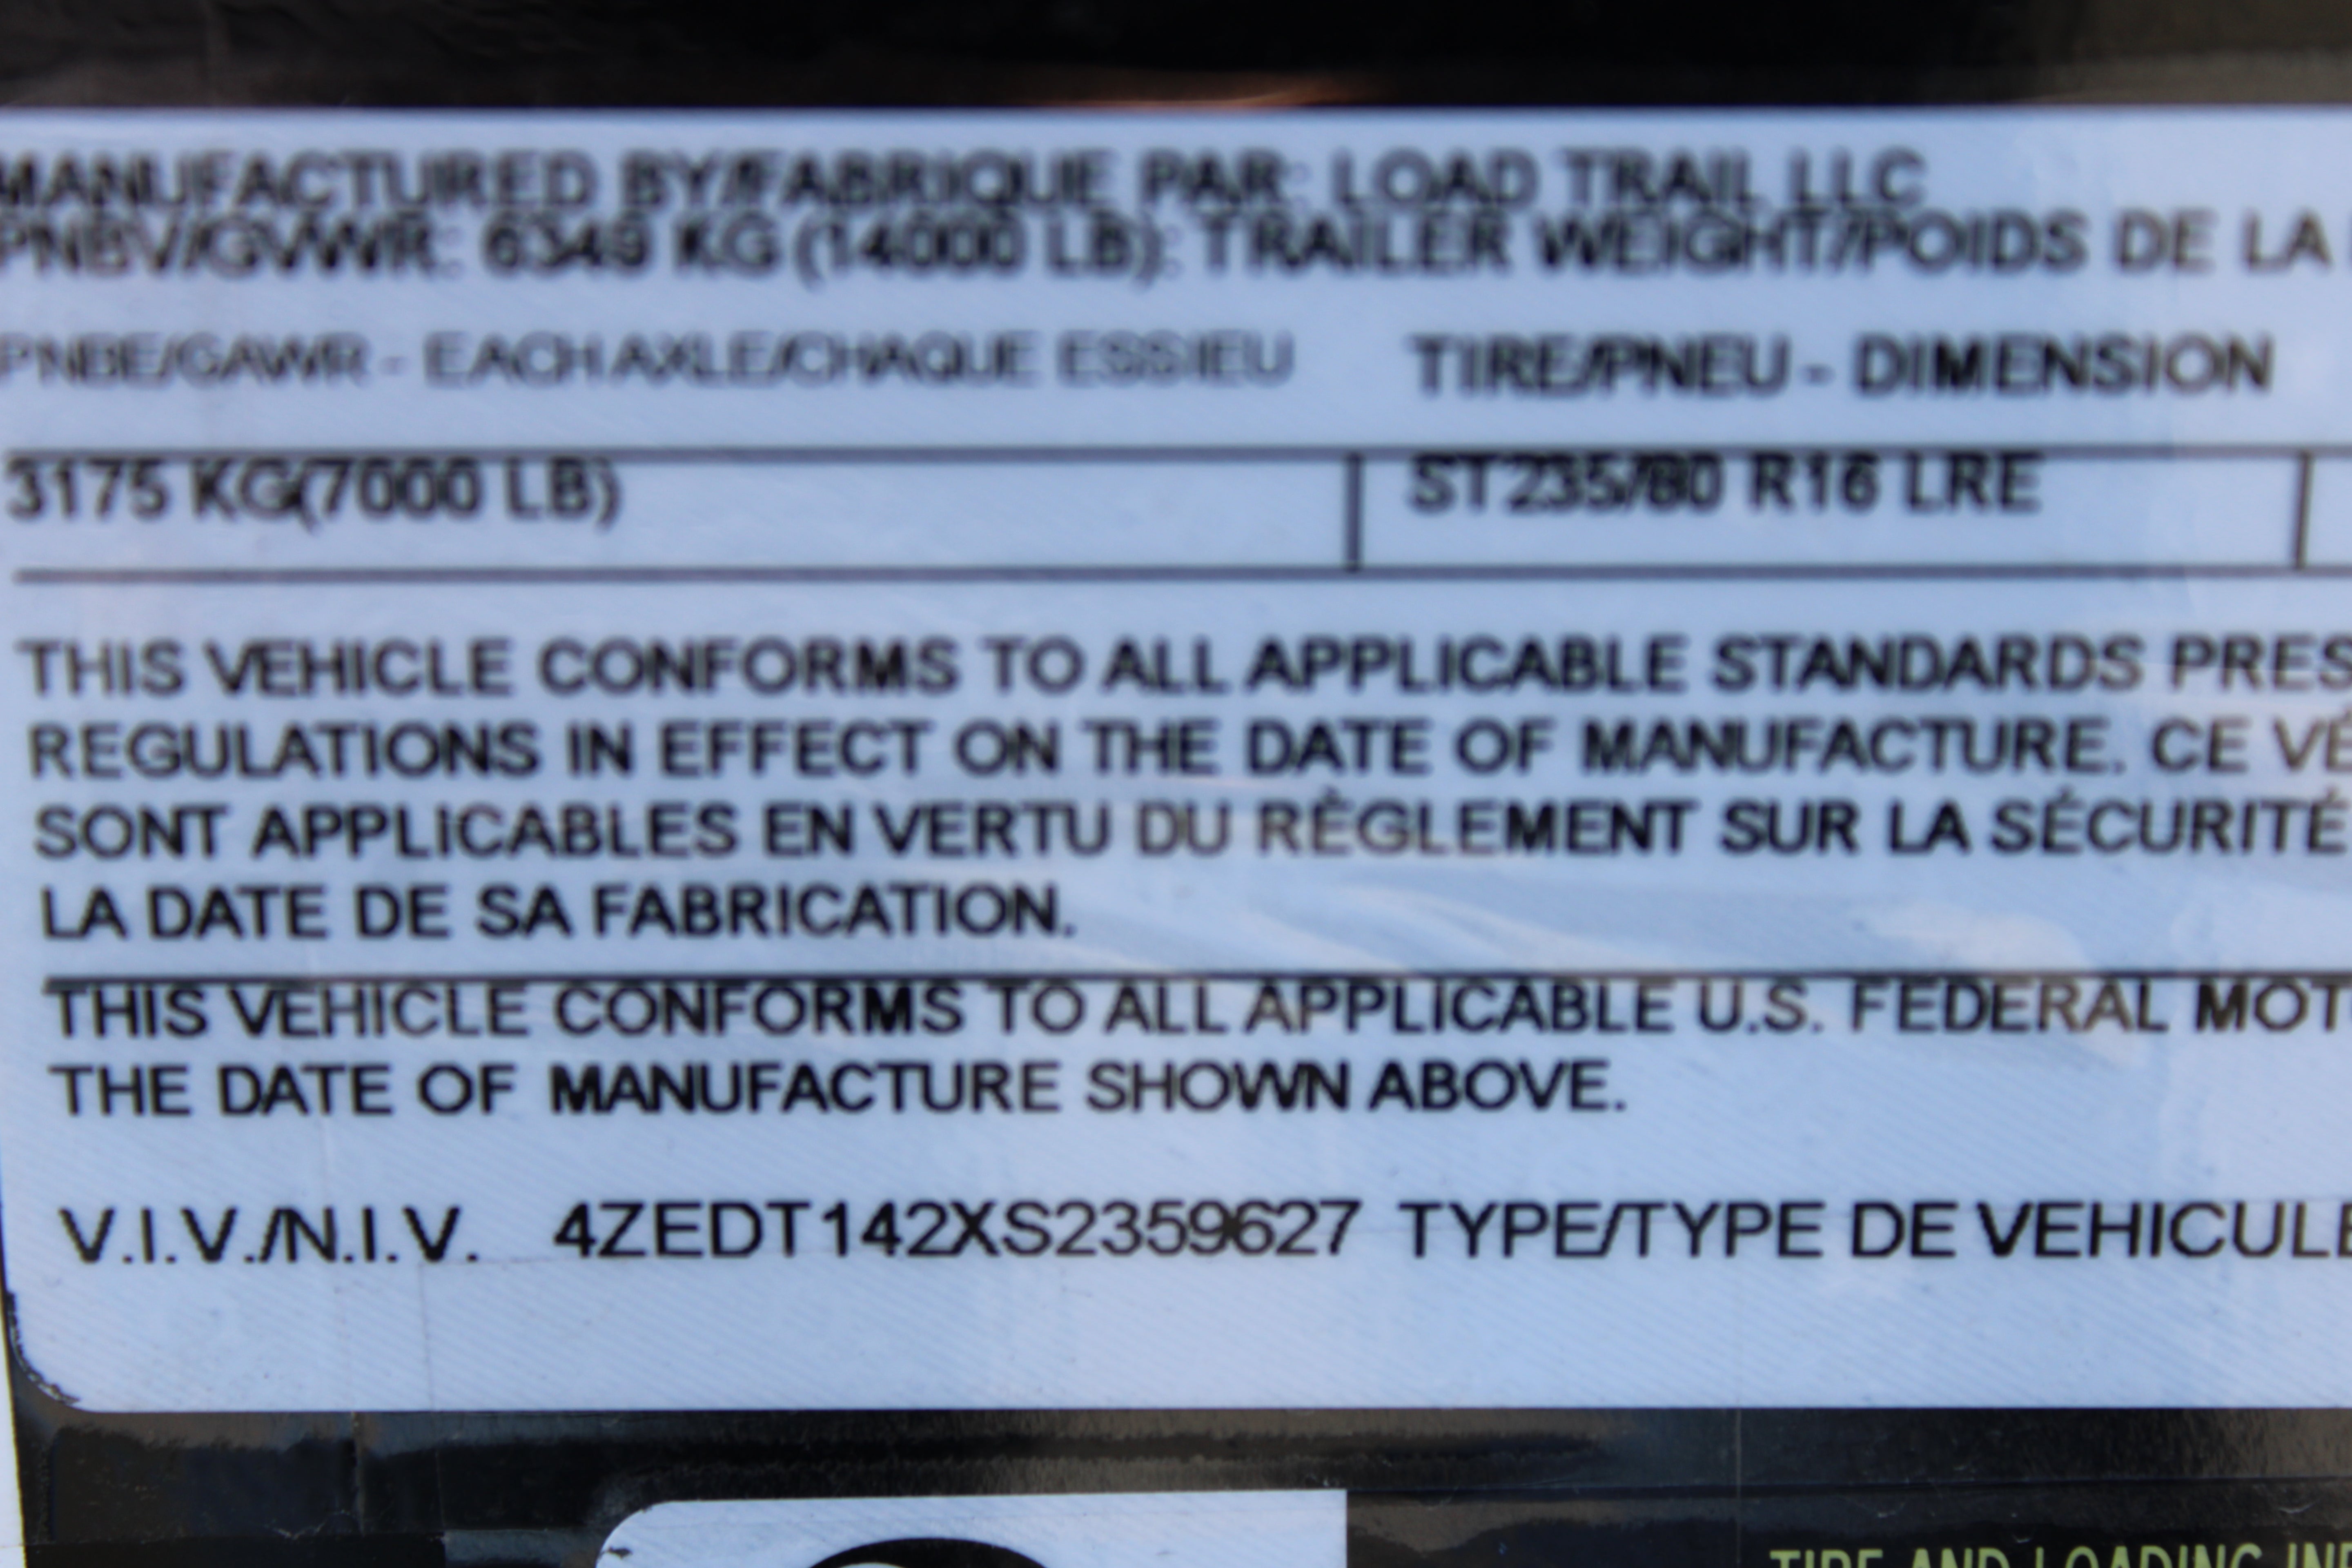 MANUFACTURED BY/FABRIQUE PAR: LOAD TRAIL LLC
PNBV/GVWR: 6349 KG (14000 LB): TRAILER WEIGHT/POIDS DE LA
PNBE/GAWR - EACH AXLE/CHAQUE ESSIEU TIRE/PNEU - DIMENSION
3175 KG(7000 LB) ST235/80 R16 LRE
THIS VEHICLE CONFORMS TO ALL APPLICABLE STANDARDS PRES
REGULATIONS IN EFFECT ON THE DATE OF MANUFACTURE. CE VÉ
SONT APPLICABLES EN VERTU DU RÈGLEMENT SUR LA SÉCURITÉ
LA DATE DE SA FABRICATION.
THIS VEHICLE CONFORMS TO ALL APPLICABLE U.S. FEDERAL MOT
THE DATE OF MANUFACTURE SHOWN ABOVE.
V.I.V./N.I.V. 4ZEDT142XS2359627 TYPE/TYPE DE VEHICULE
TIRE AND LOADING IN